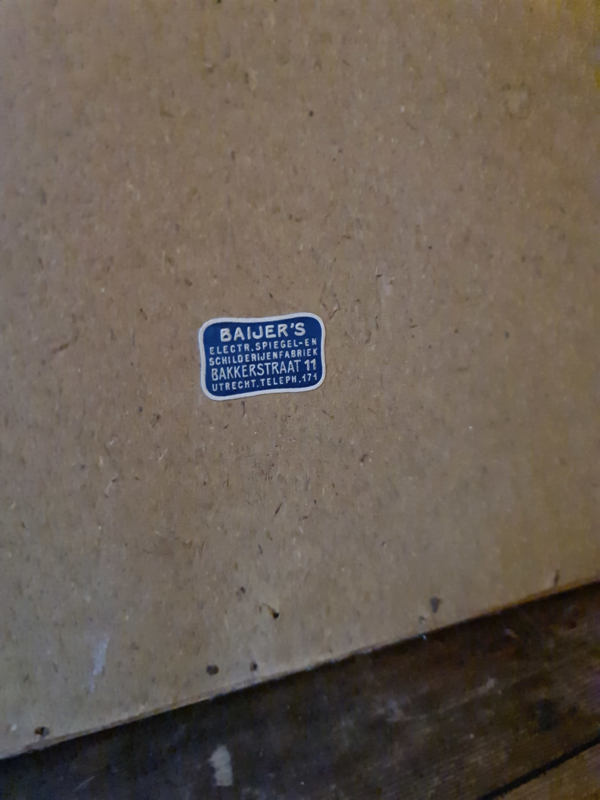 BAIJER'S
ELECTR. SPIEGEL-EN
SCHILDERIJENFABRIEK
BAKKERSTRAAT 11
UTRECHT. TELEPH. 171